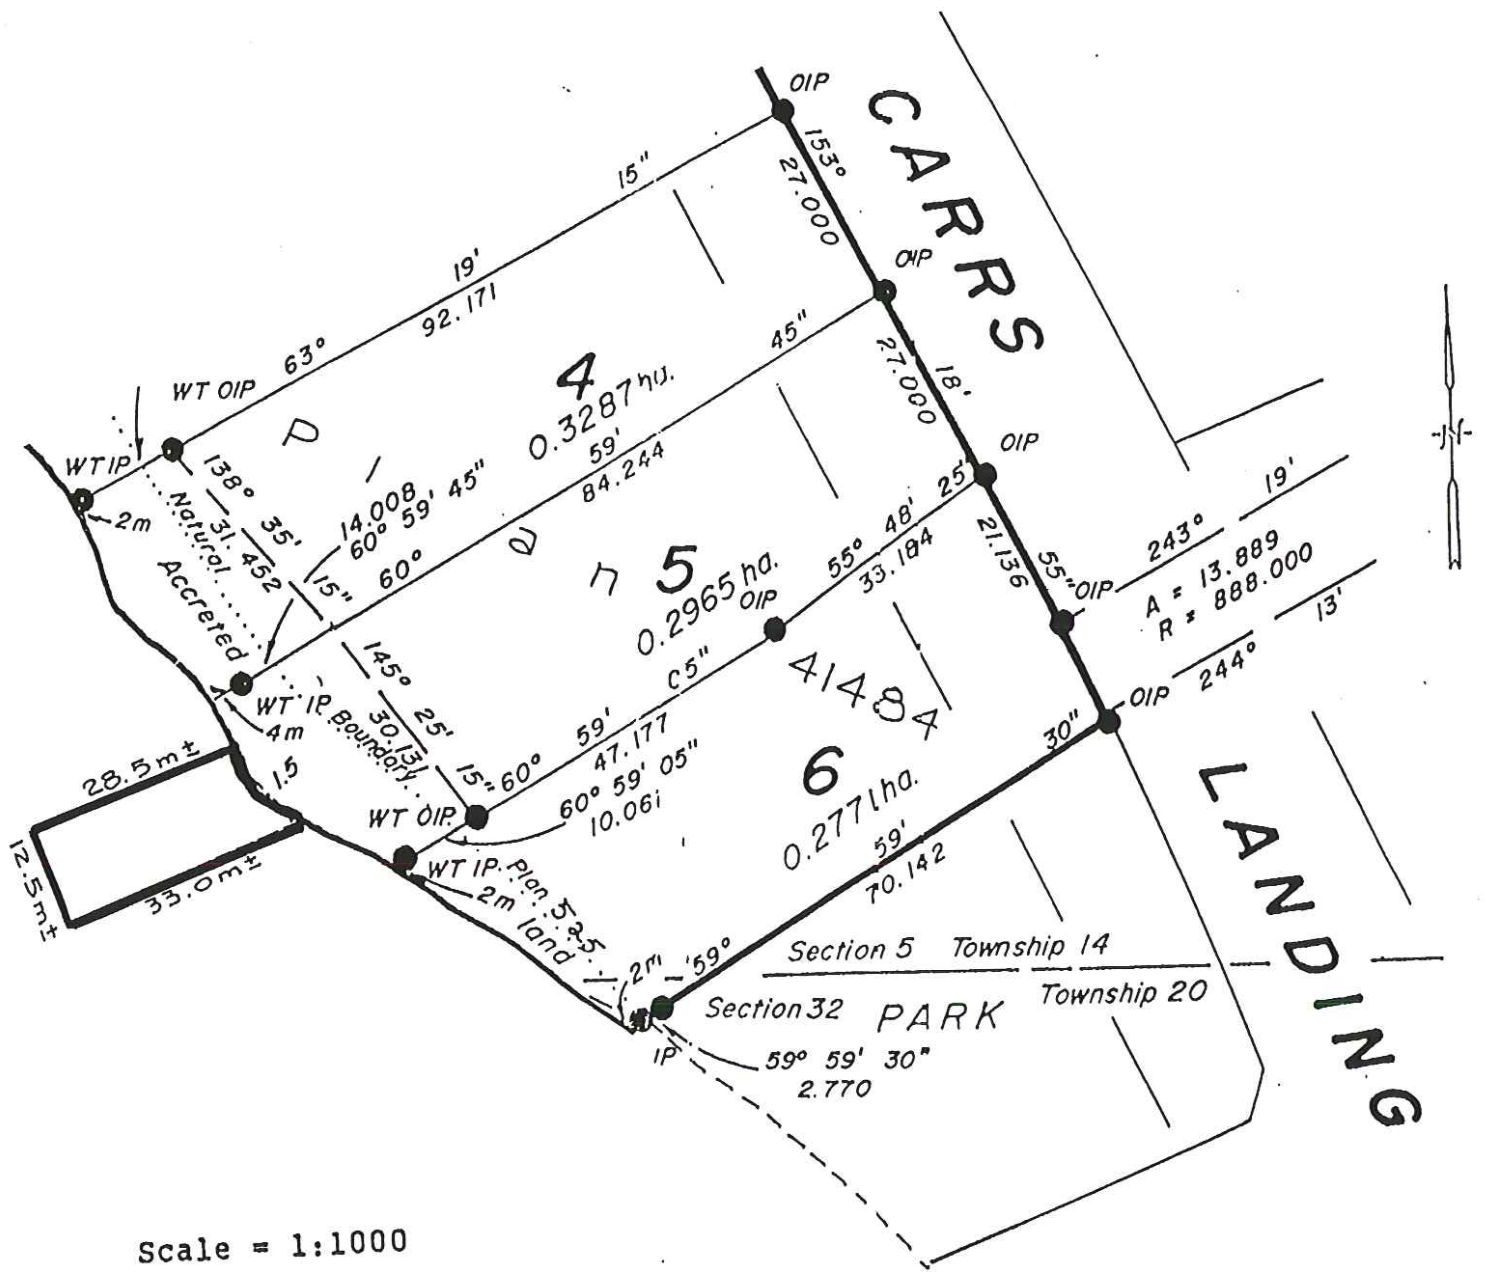 OIP
CARRS
153°
27.000
15"
19'
92.171
63°
WT OIP
OIP
45"
4
0.3287 ha.
59'
84.244
27.000
18'
WT IP
2m
138° 35' 15"
31.452
Natural
Accreted
14.008
60° 59' 45"
60°
P l a n
5
0.2965 ha.
OIP
25"
48'
55°
33.184
OIP
21.136
55"
OIP
243° 19'
A = 13.889
R = 888.000
244° 13'
OIP
WT IP
4m
Boundary
145° 25' 15"
30.131
60° 59' 05"
47.177
60° 59' 05"
41484
28.5m±
12.5m±
33.0m±
1.5
WT OIP
WT IP
2m
Plan 525
land
6
0.2771 ha.
30"
59'
70.142
59°
LANDING
Section 5 Township 14
Section 32 Township 20
PARK
2m
IP
59° 59' 30"
2.770
Scale = 1:1000